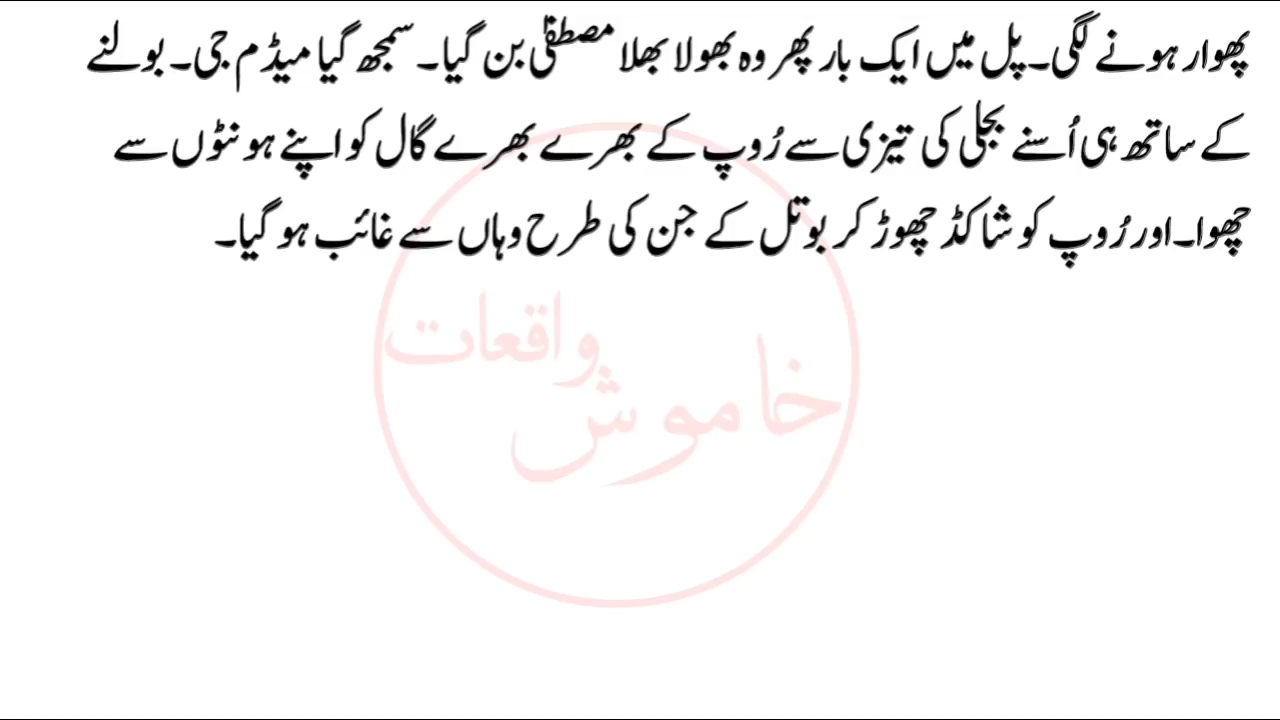 پھوار ہونے لگی۔ پل میں ایک بار پھر وہ بھولا بھلا مصطفیٰ بن گیا۔ سمجھ گیا میڈم جی۔ بولنے
کے ساتھ ہی اُسنے بجلی کی تیزی سے رُوپ کے بھرے بھرے گال کو اپنے ہونٹوں سے
چھوا۔ اور رُوپ کو شاکڈ چھوڑ کر بوتل کے جن کی طرح وہاں سے غائب ہو گیا۔
خاموش واقعات